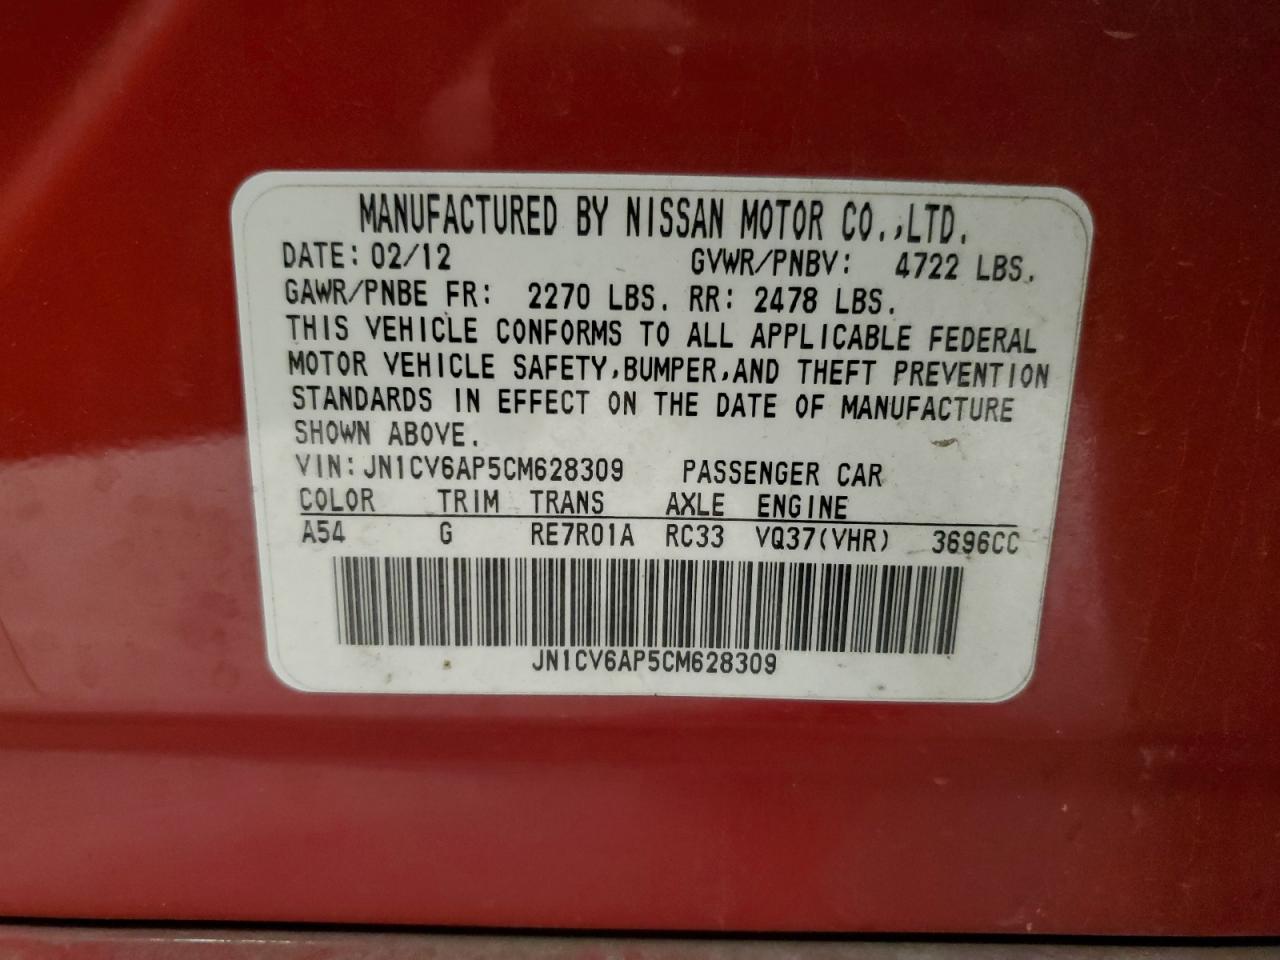 MANUFACTURED BY NISSAN MOTOR CO.,LTD.
DATE: 02/12 GVWR/PNBV: 4722 LBS.
GAWR/PNBE FR: 2270 LBS. RR: 2478 LBS.
THIS VEHICLE CONFORMS TO ALL APPLICABLE FEDERAL
MOTOR VEHICLE SAFETY,BUMPER,AND THEFT PREVENTION
STANDARDS IN EFFECT ON THE DATE OF MANUFACTURE
SHOWN ABOVE.
VIN: JN1CV6AP5CM628309 PASSENGER CAR
COLOR TRIM TRANS AXLE ENGINE
A54 G RE7R01A RC33 VQ37(VHR) 3696CC
JN1CV6AP5CM628309